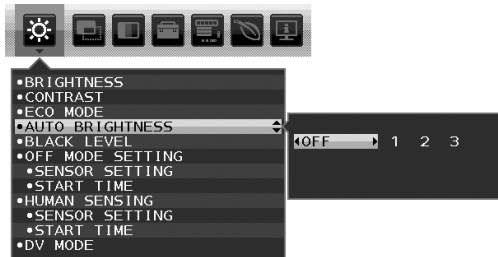 •BRIGHTNESS
•CONTRAST
•ECO MODE
•AUTO BRIGHTNESS
OFF 1 2 3
•BLACK LEVEL
•OFF MODE SETTING
•SENSOR SETTING
•START TIME
•HUMAN SENSING
•SENSOR SETTING
•START TIME
•DV MODE